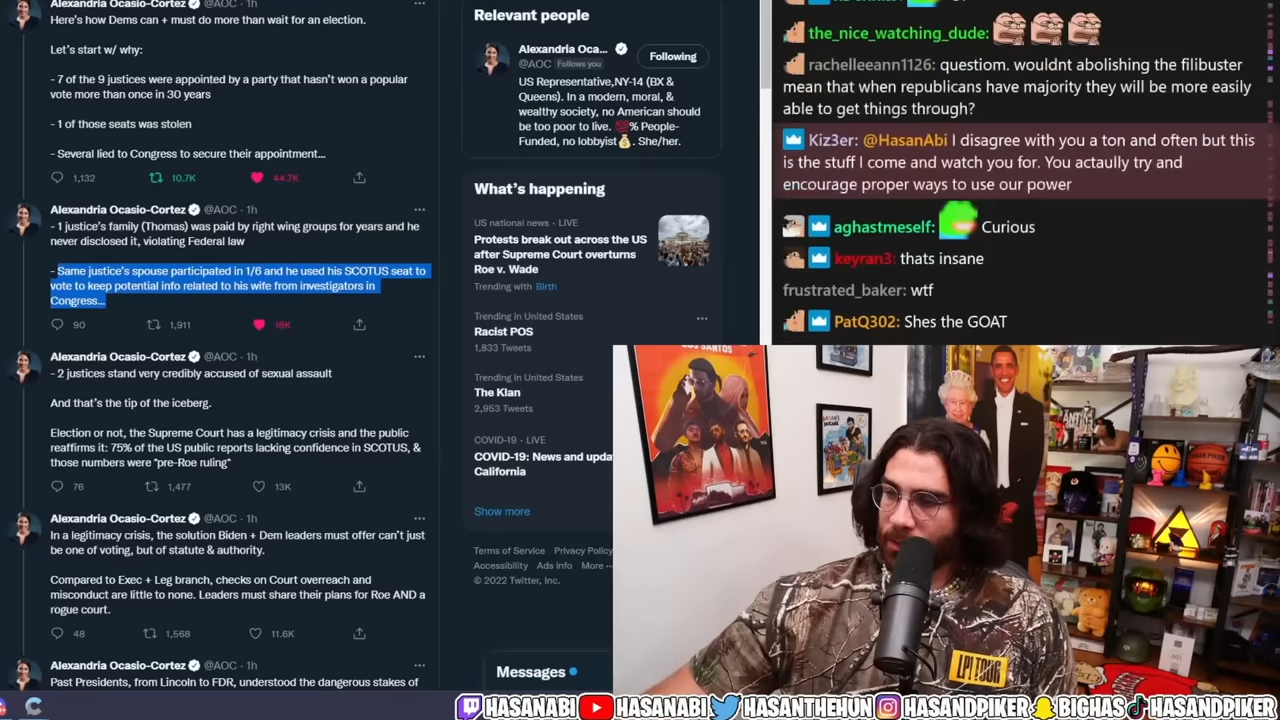 Alexandria Ocasio-Cortez @AOC · 1h
Here's how Dems can + must do more than wait for an election.
Let's start w/ why:
- 7 of the 9 justices were appointed by a party that hasn't won a popular
vote more than once in 30 years
- 1 of those seats was stolen
- Several lied to Congress to secure their appointment...
1,132
10.7K
44.7K
Alexandria Ocasio-Cortez @AOC · 1h
- 1 justice's family (Thomas) was paid by right wing groups for years and he
never disclosed it, violating Federal law
- Same justice's spouse participated in 1/6 and he used his SCOTUS seat to
vote to keep potential info related to his wife from investigators in
Congress...
90
1,911
16K
Alexandria Ocasio-Cortez @AOC · 1h
- 2 justices stand very credibly accused of sexual assault
And that's the tip of the iceberg.
Election or not, the Supreme Court has a legitimacy crisis and the public
reaffirms it: 75% of the US public reports lacking confidence in SCOTUS, &
those numbers were "pre-Roe ruling"
76
1,477
13K
Alexandria Ocasio-Cortez @AOC · 1h
In a legitimacy crisis, the solution Biden + Dem leaders must offer can't just
be one of voting, but of statute & authority.
Compared to Exec + Leg branch, checks on Court overreach and
misconduct are little to none. Leaders must share their plans for Roe AND a
rogue court.
48
1,568
11.6K
Alexandria Ocasio-Cortez @AOC · 1h
Past Presidents, from Lincoln to FDR, understood the dangerous stakes of
Relevant people
Alexandria Oca...
@AOC Follows you
Following
US Representative,NY-14 (BX &
Queens). In a modern, moral, &
wealthy society, no American should
be too poor to live. 💯% People-
Funded, no lobbyist💰. She/her.
What's happening
US national news · LIVE
Protests break out across the US
after Supreme Court overturns
Roe v. Wade
Trending with Birth
Trending in United States
Racist POS
1,833 Tweets
Trending in United States
The Klan
2,953 Tweets
COVID-19 · LIVE
COVID-19: News and upda
California
Show more
Terms of Service Privacy Policy
Accessibility Ads info More
© 2022 Twitter, Inc.
Messages
the_nice_watching_dude:
rachelleeann1126: questiom. wouldnt abolishing the filibuster
mean that when republicans have majority they will be more easily
able to get things through?
Kiz3er: @HasanAbi I disagree with you a ton and often but this
is the stuff I come and watch you for. You actaully try and
encourage proper ways to use our power
aghastmeself: Curious
keyran3: thats insane
frustrated_baker: wtf
PatQ302: Shes the GOAT
HASANABI HASANABI HASANTHEHUN HASANDPIKER BIGHAS HASANDPIKER